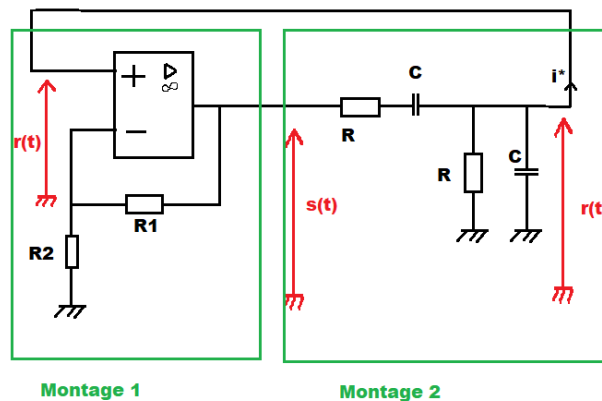 +
▷
∞
−
r(t)
R1
R2
C
i*
R
R
C
s(t)
r(t
Montage 1
Montage 2